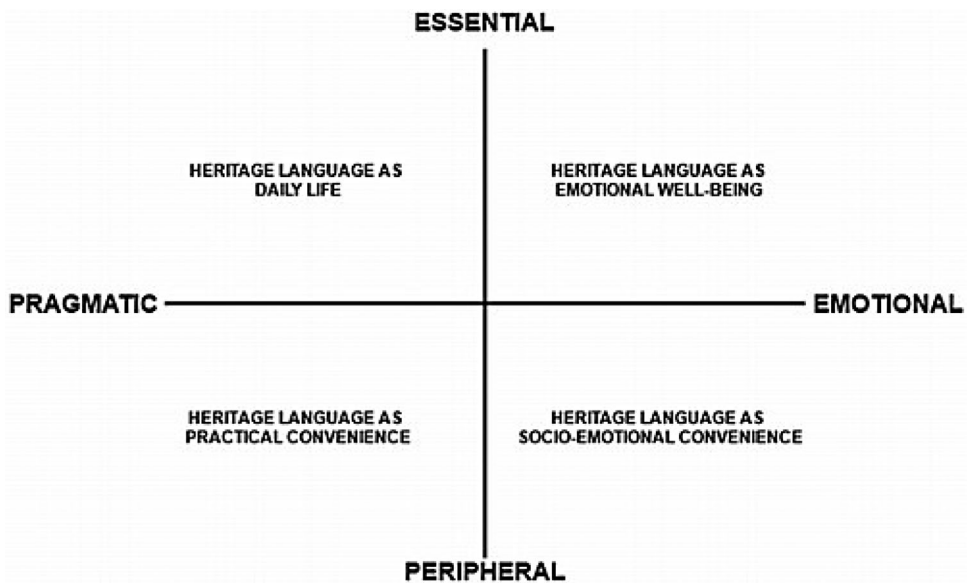 ESSENTIAL
HERITAGE LANGUAGE AS
DAILY LIFE
HERITAGE LANGUAGE AS
EMOTIONAL WELL-BEING
PRAGMATIC
EMOTIONAL
HERITAGE LANGUAGE AS
PRACTICAL CONVENIENCE
HERITAGE LANGUAGE AS
SOCIO-EMOTIONAL CONVENIENCE
PERIPHERAL